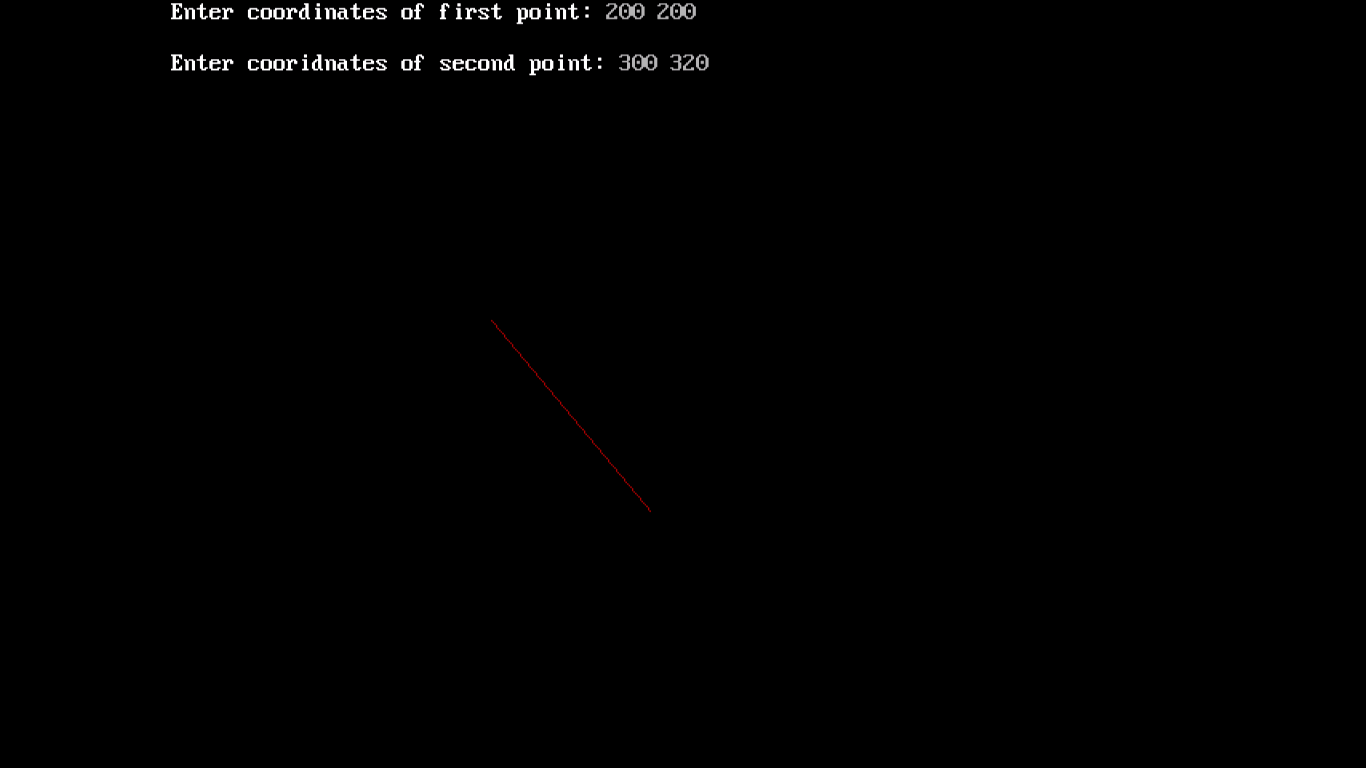 Enter coordinates of first point: 200 200
Enter cooridnates of second point: 300 320